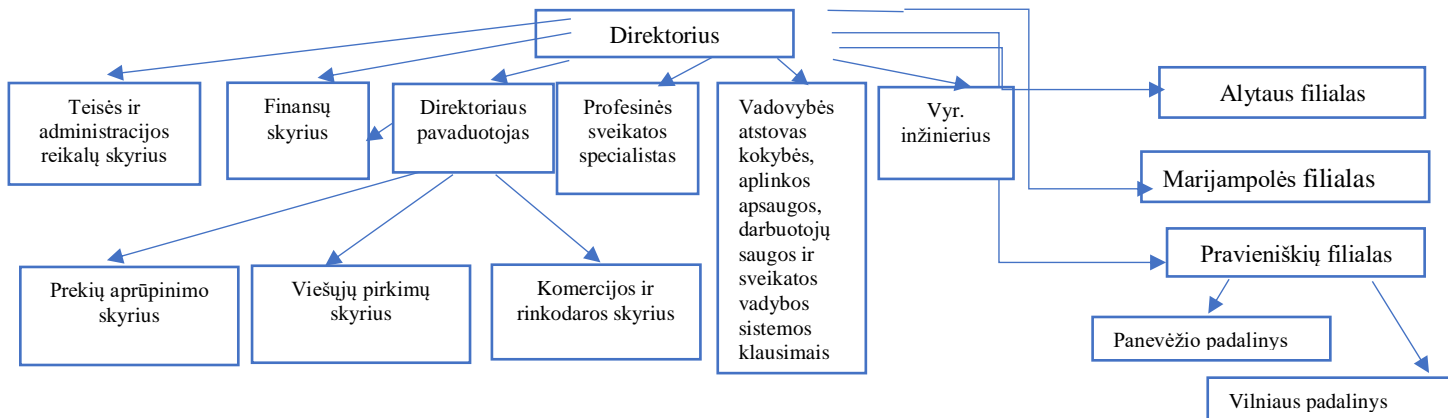 Direktorius
Teisės ir
administracijos
reikalų skyrius
Finansų
skyrius
Direktoriaus
pavaduotojas
Profesinės
sveikatos
specialistas
Vadovybės
atstovas
kokybės,
aplinkos
apsaugos,
darbuotojų
saugos ir
sveikatos
vadybos
sistemos
klausimais
Vyr.
inžinierius
Alytaus filialas
Marijampolės filialas
Pravieniškių filialas
Prekių aprūpinimo
skyrius
Viešųjų pirkimų
skyrius
Komercijos ir
rinkodaros skyrius
Panevėžio padalinys
Vilniaus padalinys